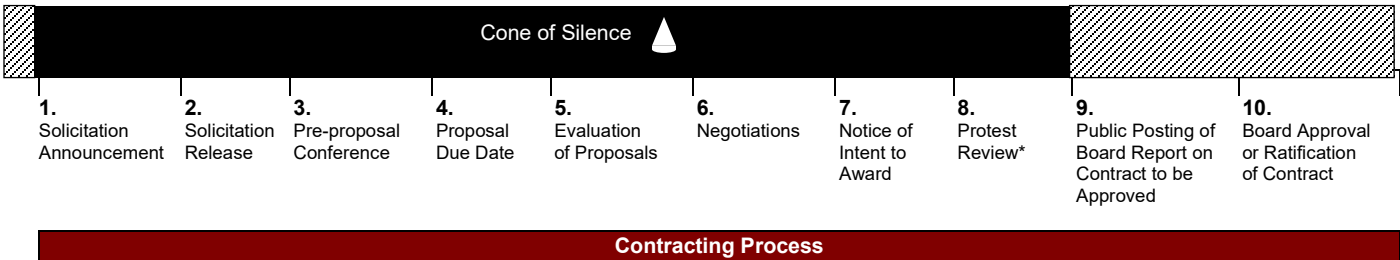 Cone of Silence
1.
Solicitation
Announcement
2.
Solicitation
Release
3.
Pre-proposal
Conference
4.
Proposal
Due Date
5.
Evaluation
of Proposals
6.
Negotiations
7.
Notice of
Intent to
Award
8.
Protest
Review*
9.
Public Posting of
Board Report on
Contract to be
Approved
10.
Board Approval
or Ratification
of Contract
Contracting Process